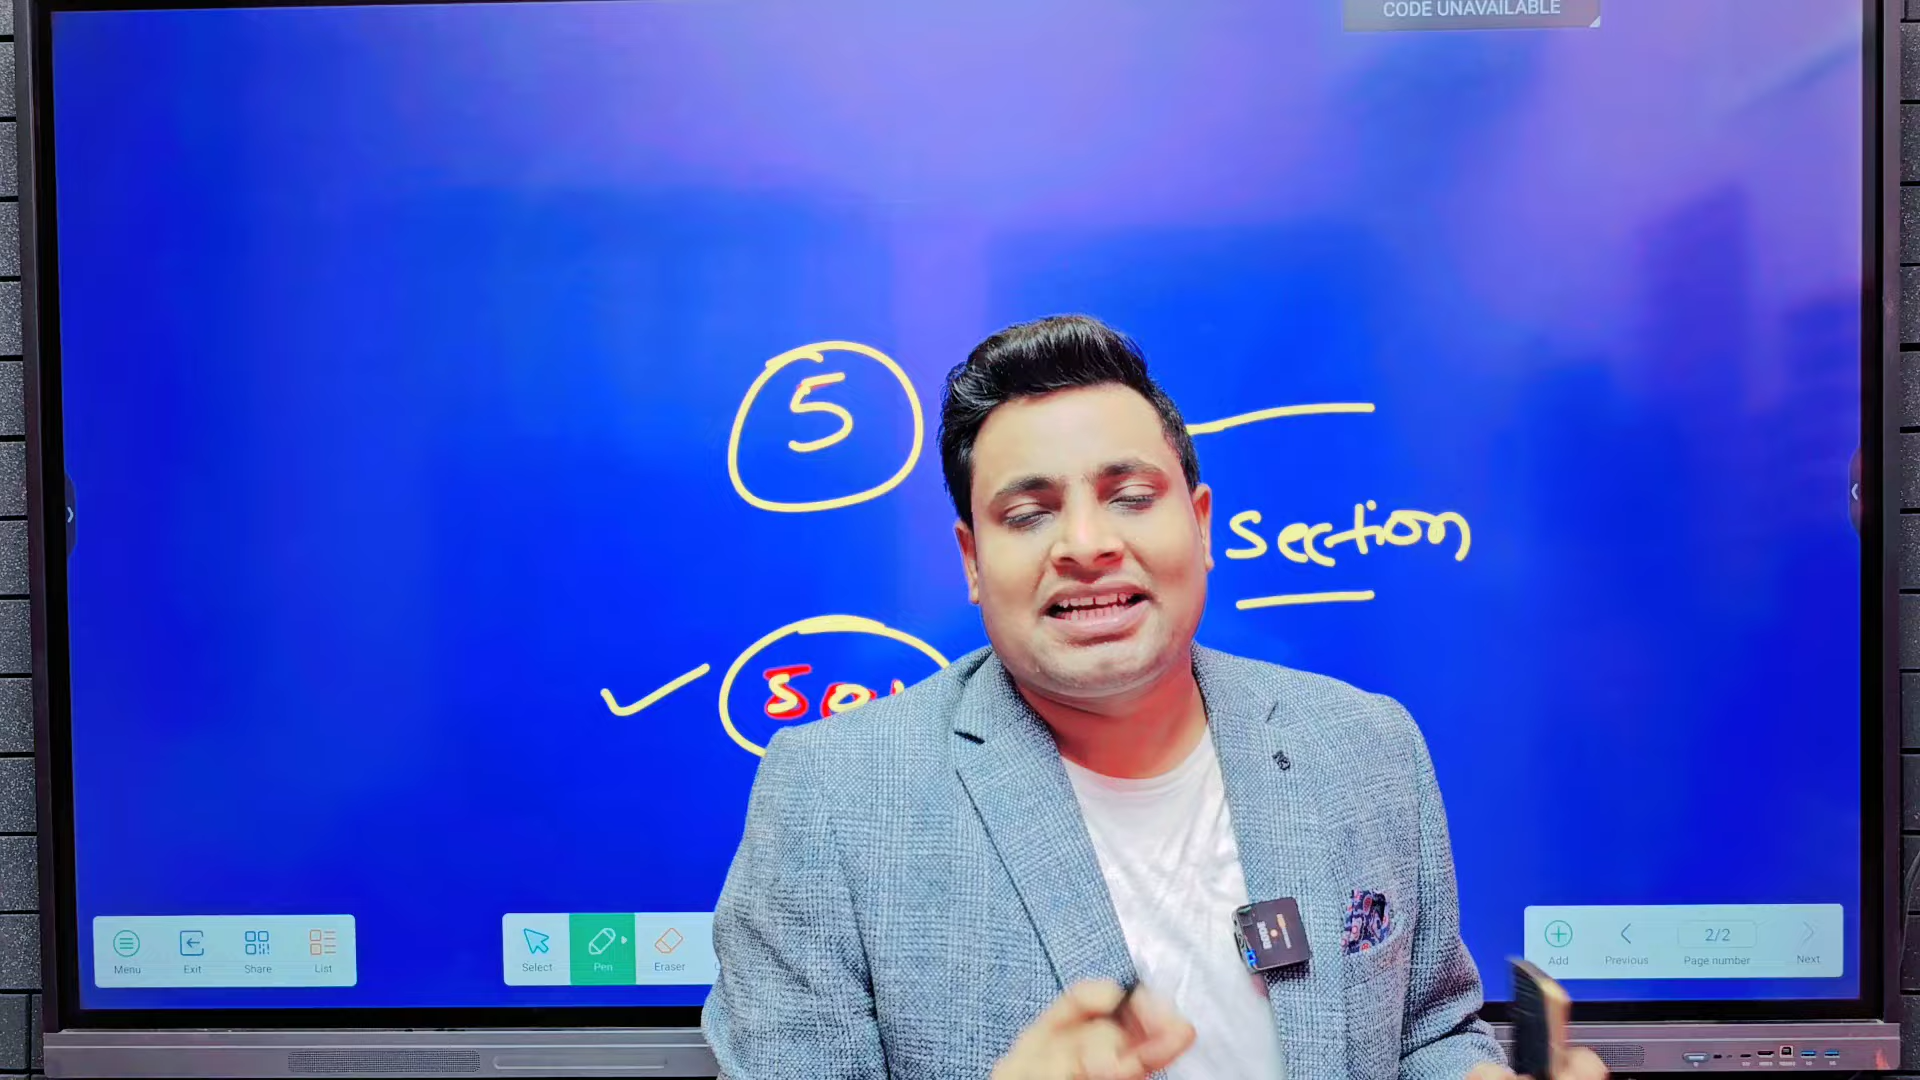 CODE UNAVAILABLE
5
Section
Menu Exit Share List
Select Pen Eraser
Add Previous 2/2 Page number Next